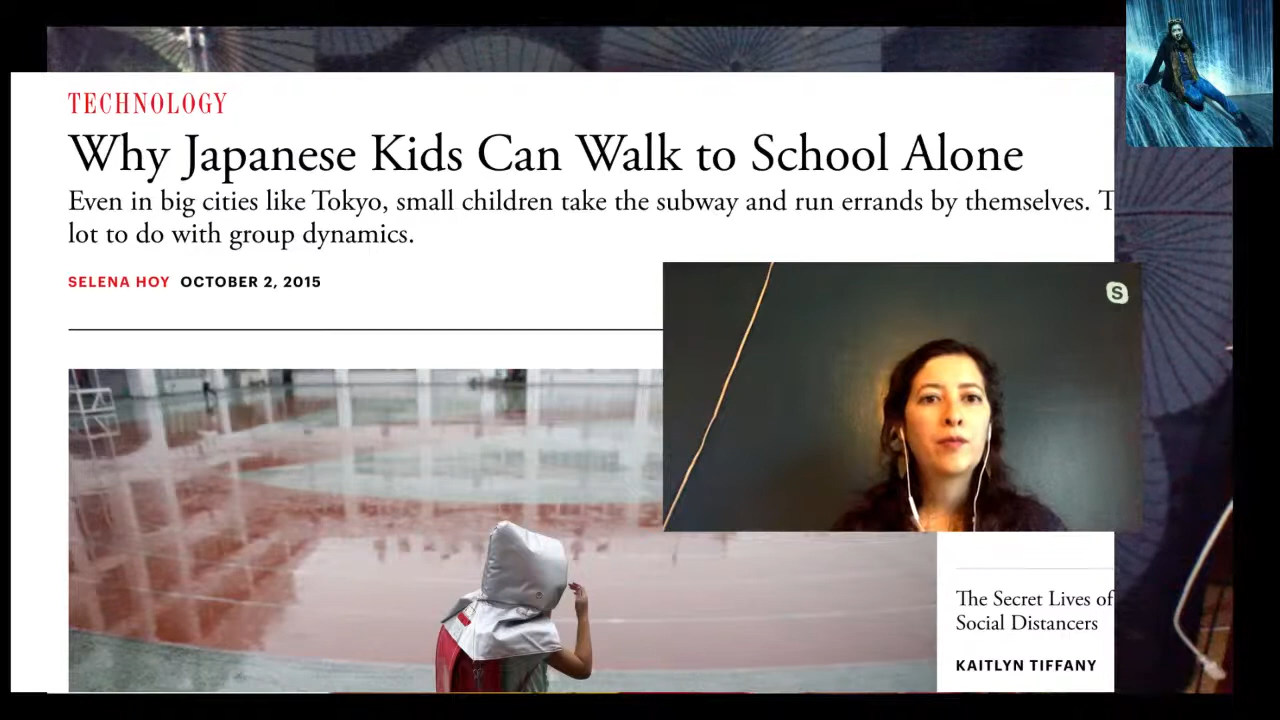 TECHNOLOGY
Why Japanese Kids Can Walk to School Alone
Even in big cities like Tokyo, small children take the subway and run errands by themselves. T
lot to do with group dynamics.
SELENA HOY OCTOBER 2, 2015
S
The Secret Lives of
Social Distancers
KAITLYN TIFFANY